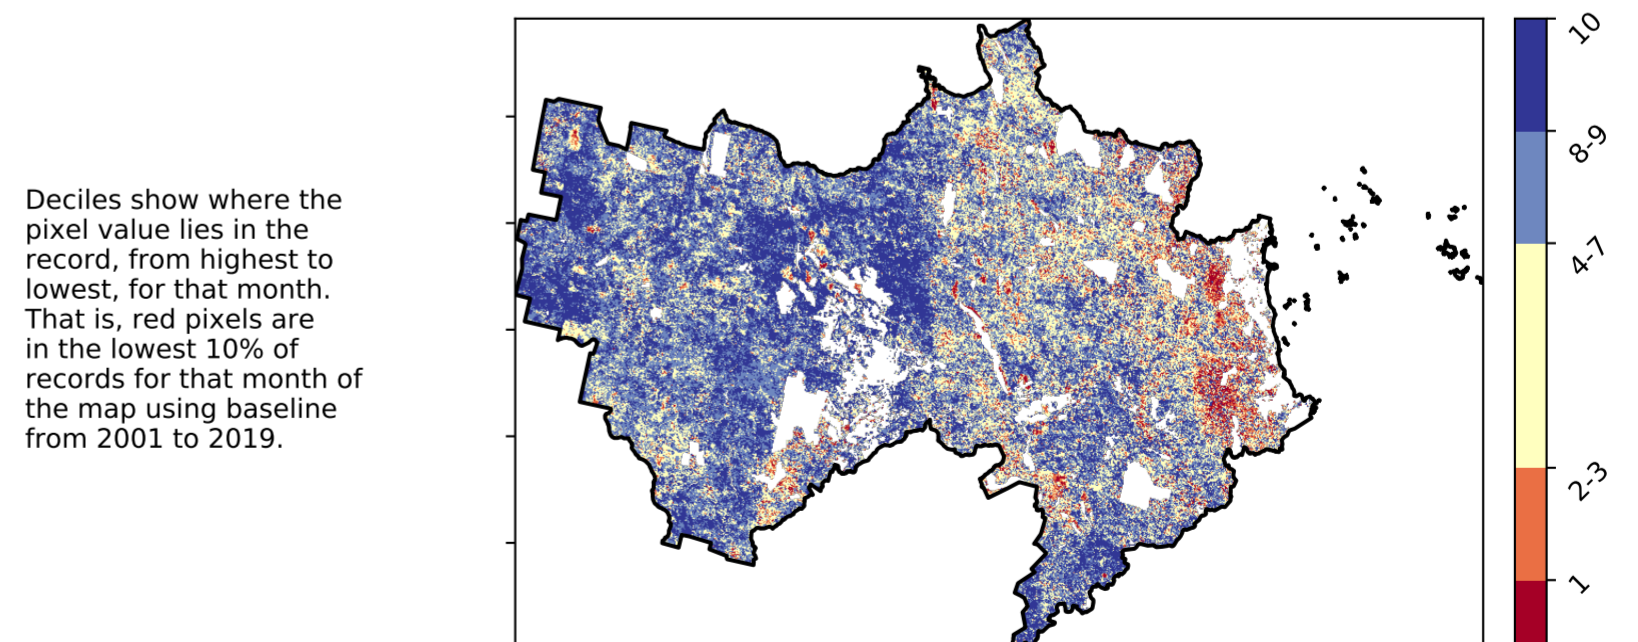 Deciles show where the
pixel value lies in the
record, from highest to
lowest, for that month.
That is, red pixels are
in the lowest 10% of
records for that month of
the map using baseline
from 2001 to 2019.
10
8-9
4-7
2-3
1